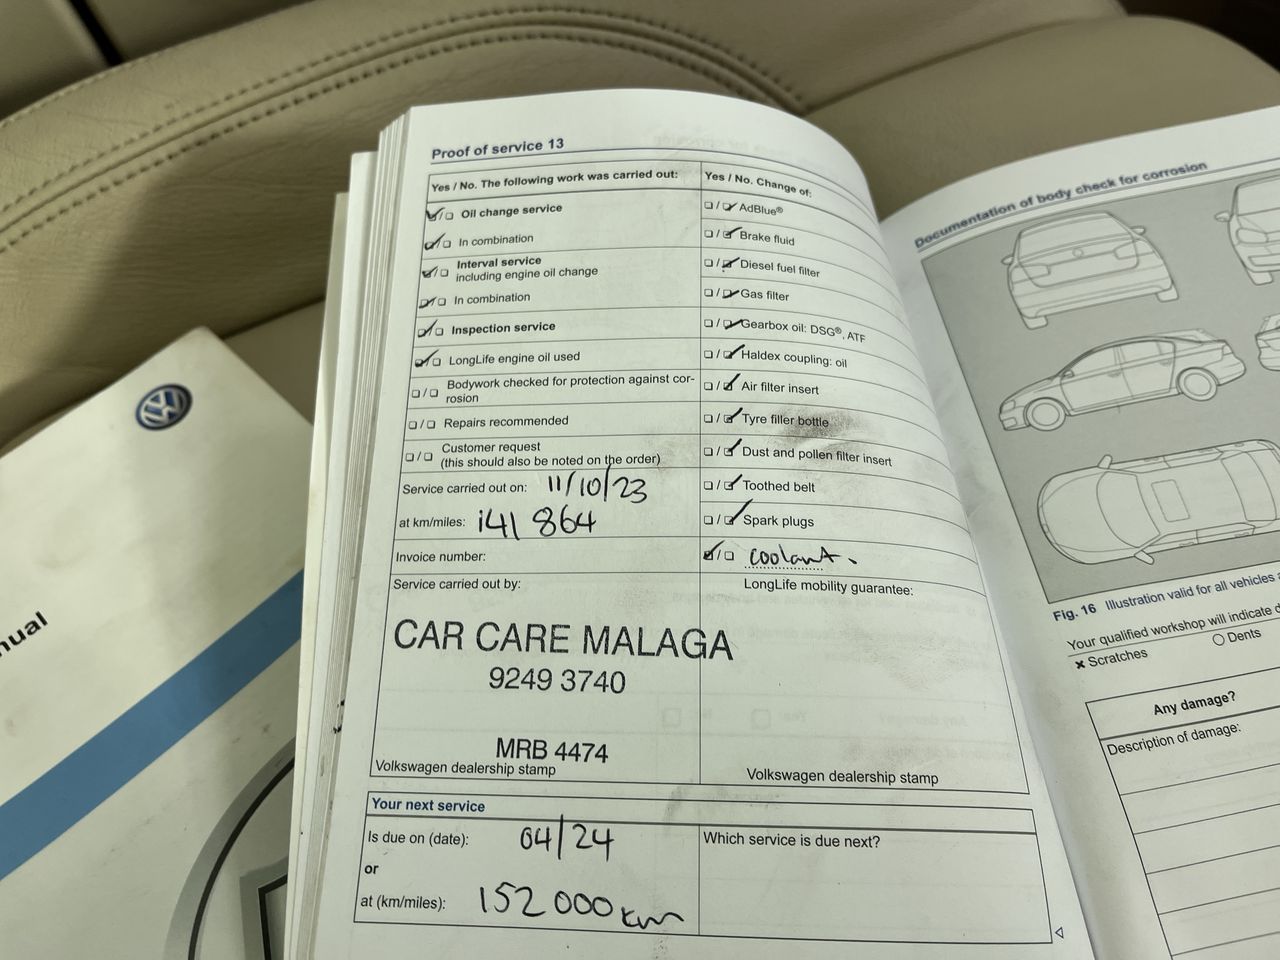 Proof of service 13
Yes / No. The following work was carried out:
Oil change service
In combination
Interval service
including engine oil change
In combination
Inspection service
LongLife engine oil used
Bodywork checked for protection against cor-
rosion
Repairs recommended
Customer request
(this should also be noted on the order)
Service carried out on: 11/10/23
at km/miles: 141 864
Invoice number:
Service carried out by:
CAR CARE MALAGA
9249 3740
MRB 4474
Volkswagen dealership stamp
Yes / No. Change of:
AdBlue®
Brake fluid
Diesel fuel filter
Gas filter
Gearbox oil: DSG®, ATF
Haldex coupling: oil
Air filter insert
Tyre filler bottle
Dust and pollen filter insert
Toothed belt
Spark plugs
coolant.
LongLife mobility guarantee:
Volkswagen dealership stamp
Your next service
Is due on (date): 04/24
or
at (km/miles): 152 000 km
Which service is due next?
Documentation of body check for corrosion
Fig. 16 Illustration valid for all vehicles
Your qualified workshop will indicate
× Scratches
Dents
Any damage?
Description of damage:
nual